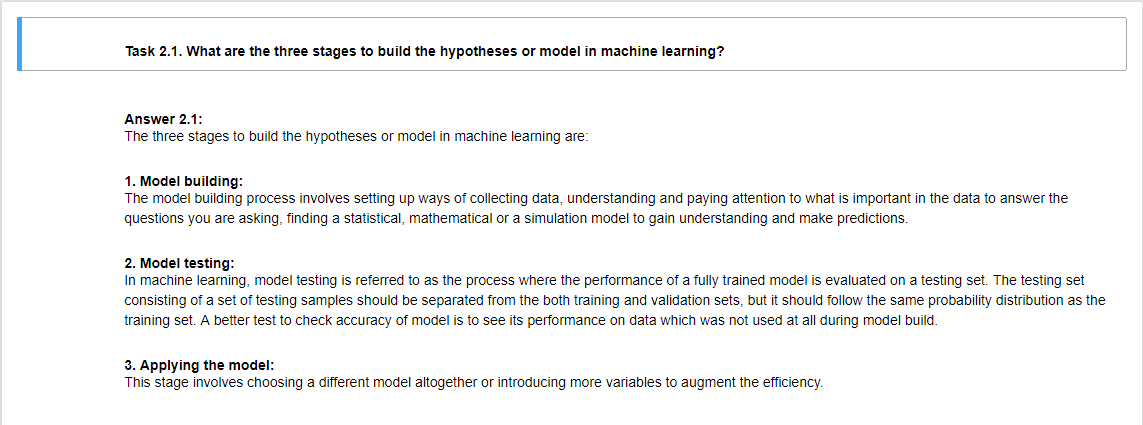 Task 2.1. What are the three stages to build the hypotheses or model in machine learning?
Answer 2.1:
The three stages to build the hypotheses or model in machine learning are:
1. Model building:
The model building process involves setting up ways of collecting data, understanding and paying attention to what is important in the data to answer the
questions you are asking, finding a statistical, mathematical or a simulation model to gain understanding and make predictions.
2. Model testing:
In machine learning, model testing is referred to as the process where the performance of a fully trained model is evaluated on a testing set. The testing set
consisting of a set of testing samples should be separated from the both training and validation sets, but it should follow the same probability distribution as the
training set. A better test to check accuracy of model is to see its performance on data which was not used at all during model build.
3. Applying the model:
This stage involves choosing a different model altogether or introducing more variables to augment the efficiency.